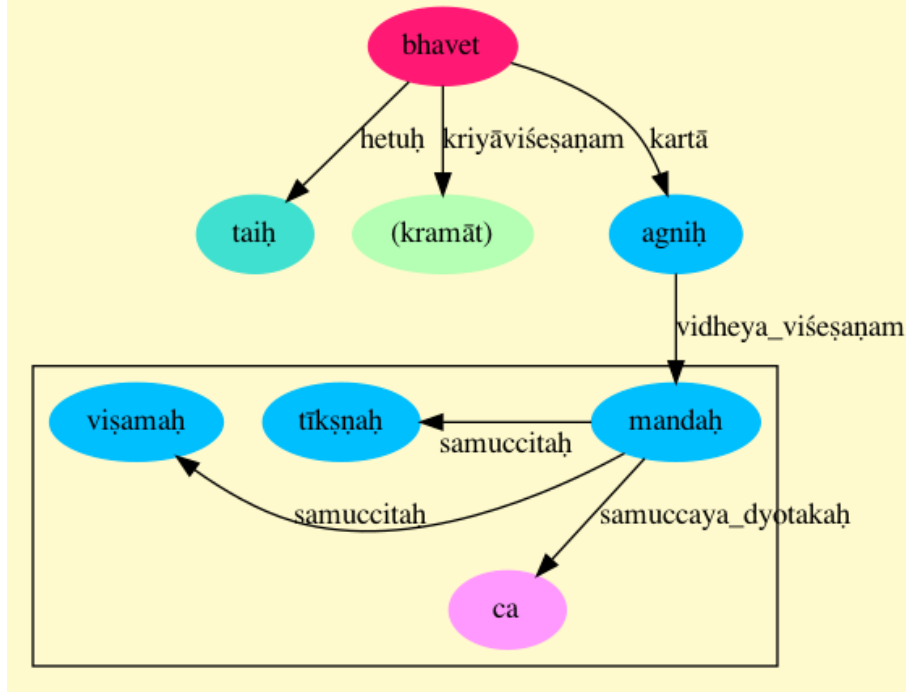 bhavet
hetuḥ kriyāviśeṣaṇam kartā
taiḥ (kramāt) agniḥ
vidheya_viśeṣaṇam
viṣamaḥ tīkṣṇaḥ mandaḥ
samuccitaḥ
samuccitaḥ samuccaya_dyotakaḥ
ca